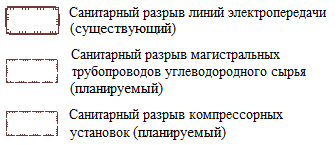 Санитарный разрыв линий электропередачи
(существующий)
Санитарный разрыв магистральных
трубопроводов углеводородного сырья
(планируемый)
Санитарный разрыв компрессорных
установок (планируемый)